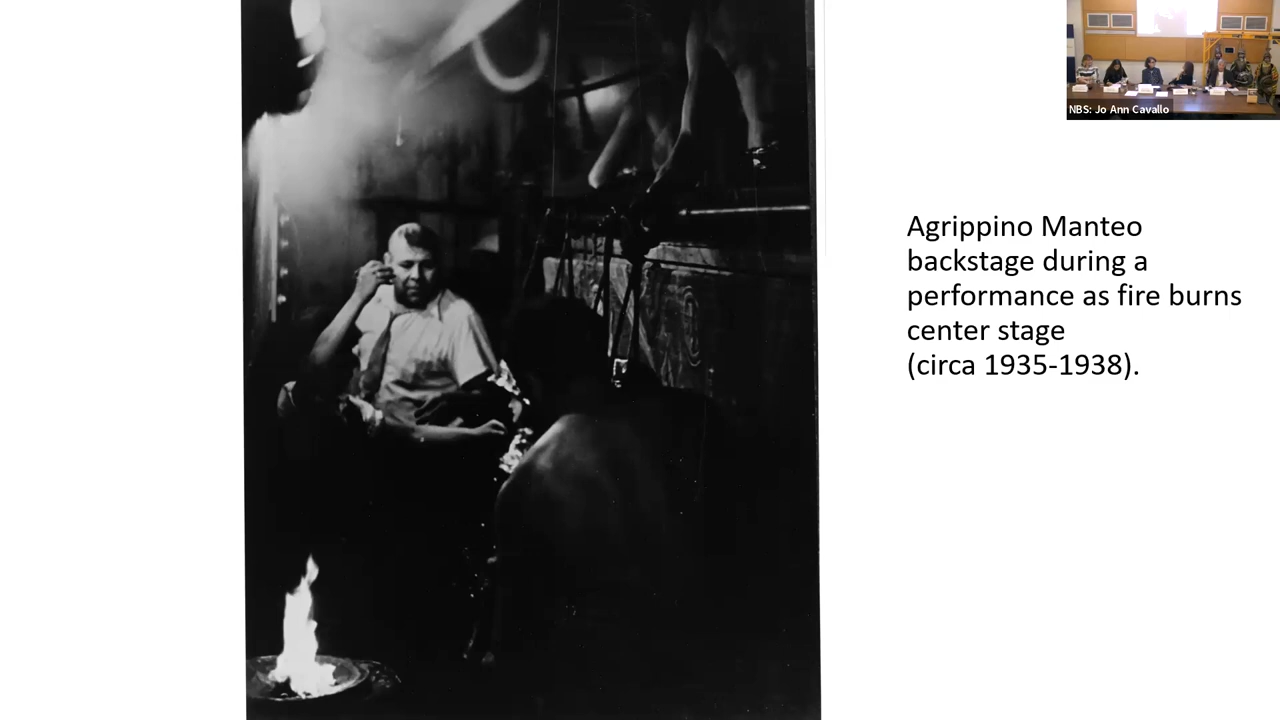 NBS: Jo Ann Cavallo
Agrippino Manteo
backstage during a
performance as fire burns
center stage
(circa 1935-1938).